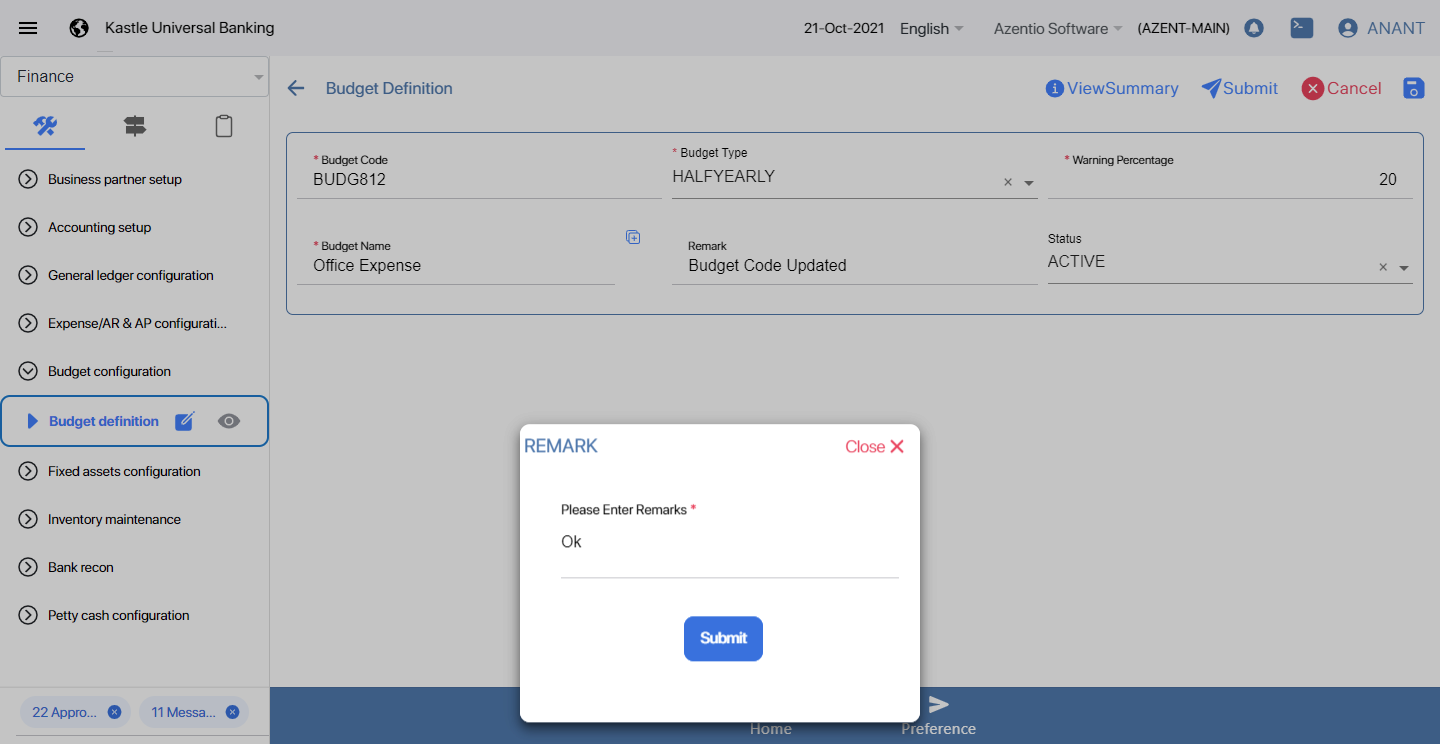 Kastle Universal Banking
21-Oct-2021 English Azentio Software (AZENT-MAIN) ANANT
Finance
Business partner setup
Accounting setup
General ledger configuration
Expense/AR & AP configurati...
Budget configuration
Budget definition
Fixed assets configuration
Inventory maintenance
Bank recon
Petty cash configuration
22 Appro...
11 Messa...
Budget Definition
ViewSummary Submit Cancel
* Budget Code
BUDG812
* Budget Type
HALFYEARLY
* Warning Percentage
20
* Budget Name
Office Expense
Remark
Budget Code Updated
Status
ACTIVE
REMARK
Close
Please Enter Remarks *
Ok
Submit
Home
Preference